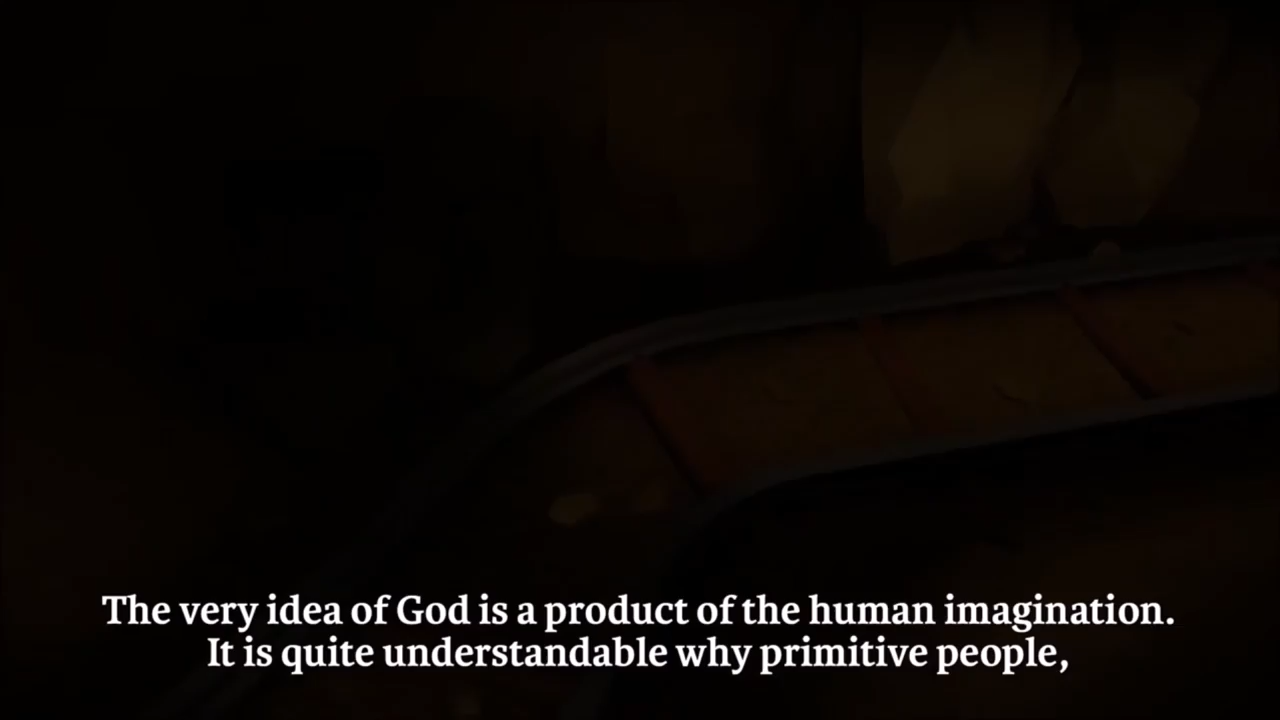 The very idea of God is a product of the human imagination.
It is quite understandable why primitive people,